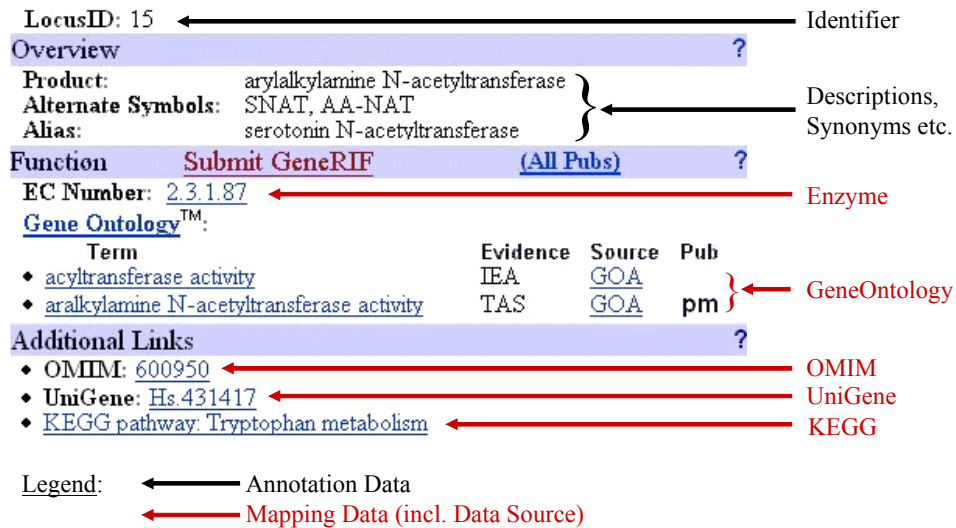 LocusID: 15 Identifier
Overview ?
Product: arylalkylamine N-acetyltransferase
Alternate Symbols: SNAT, AA-NAT
Alias: serotonin N-acetyltransferase
Descriptions,
Synonyms etc.
Function Submit GeneRIF (All Pubs) ?
EC Number: 2.3.1.87 Enzyme
Gene Ontology™:
Term Evidence Source Pub
• acyltransferase activity IEA GOA
• aralkylamine N-acetyltransferase activity TAS GOA pm
GeneOntology
Additional Links ?
• OMIM: 600950 OMIM
• UniGene: Hs.431417 UniGene
• KEGG pathway: Tryptophan metabolism KEGG
Legend: Annotation Data
Mapping Data (incl. Data Source)